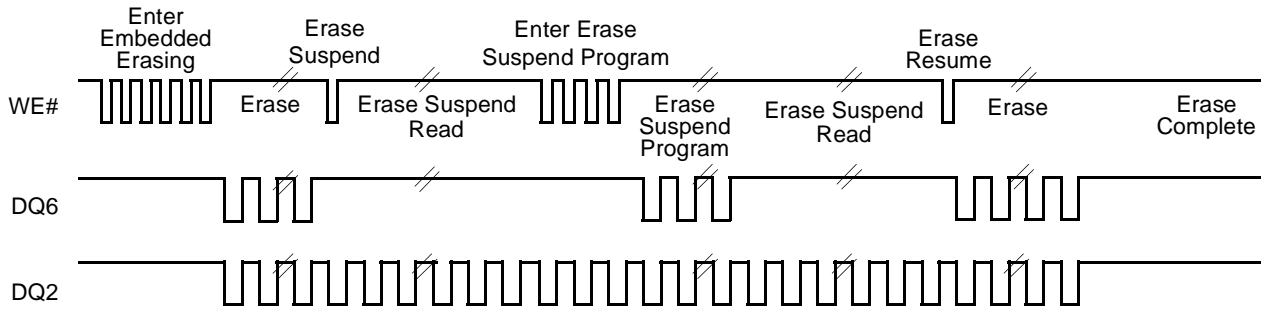 Enter
Embedded
Erasing
Erase
Suspend
Enter Erase
Suspend Program
Erase
Resume
WE#
Erase
Erase Suspend
Read
Erase
Suspend
Program
Erase Suspend
Read
Erase
Erase
Complete
DQ6
DQ2